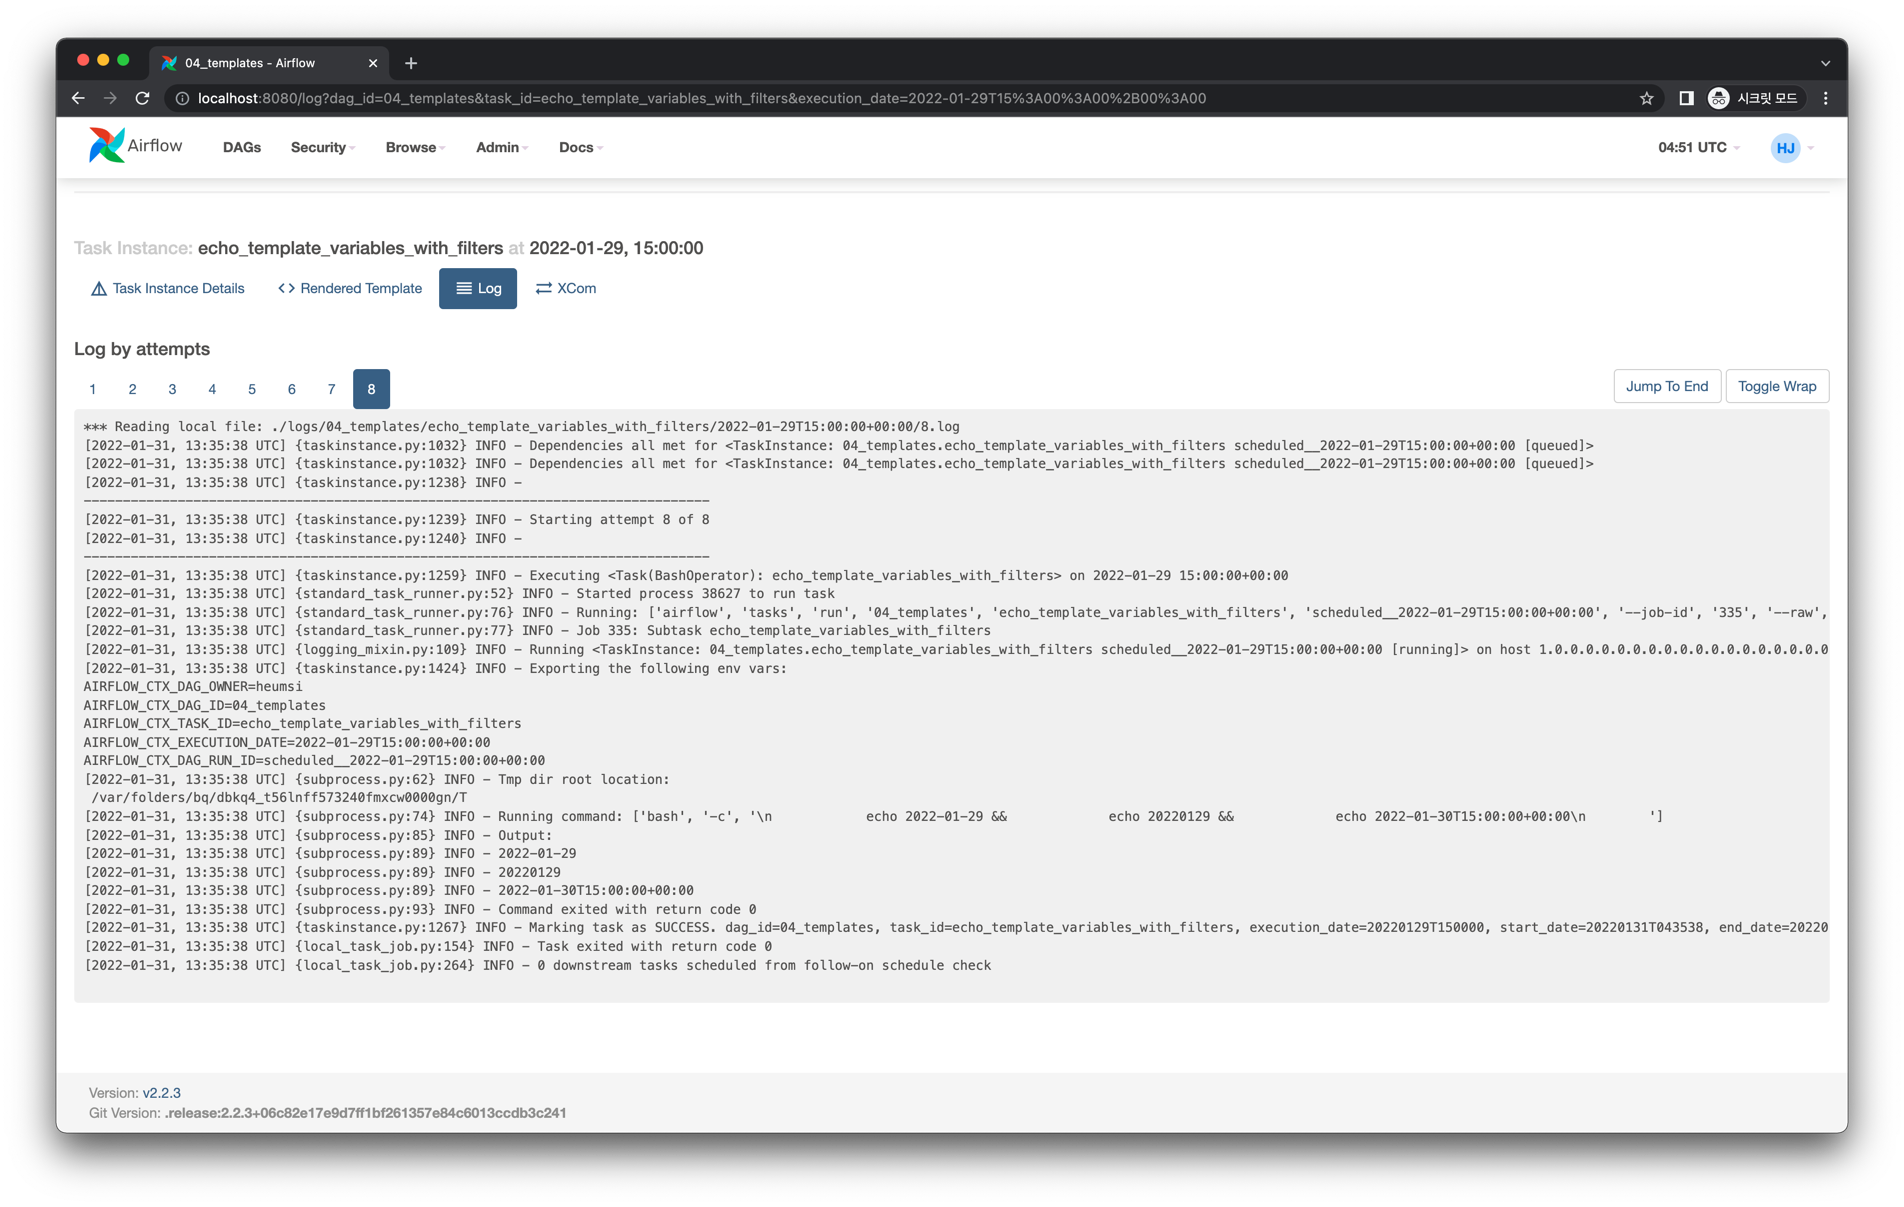 04_templates - Airflow
localhost:8080/log?dag_id=04_templates&task_id=echo_template_variables_with_filters&execution_date=2022-01-29T15%3A00%3A00%2B00%3A00
시크릿 모드
Airflow DAGs Security Browse Admin Docs 04:51 UTC HJ
Task Instance: echo_template_variables_with_filters at 2022-01-29, 15:00:00
Task Instance Details <> Rendered Template Log XCom
Log by attempts
1 2 3 4 5 6 7 8 Jump To End Toggle Wrap
*** Reading local file: ./logs/04_templates/echo_template_variables_with_filters/2022-01-29T15:00:00+00:00/8.log
[2022-01-31, 13:35:38 UTC] {taskinstance.py:1032} INFO - Dependencies all met for <TaskInstance: 04_templates.echo_template_variables_with_filters scheduled__2022-01-29T15:00:00+00:00 [queued]>
[2022-01-31, 13:35:38 UTC] {taskinstance.py:1032} INFO - Dependencies all met for <TaskInstance: 04_templates.echo_template_variables_with_filters scheduled__2022-01-29T15:00:00+00:00 [queued]>
[2022-01-31, 13:35:38 UTC] {taskinstance.py:1238} INFO -
--------------------------------------------------------------------------------
[2022-01-31, 13:35:38 UTC] {taskinstance.py:1239} INFO - Starting attempt 8 of 8
[2022-01-31, 13:35:38 UTC] {taskinstance.py:1240} INFO -
--------------------------------------------------------------------------------
[2022-01-31, 13:35:38 UTC] {taskinstance.py:1259} INFO - Executing <Task(BashOperator): echo_template_variables_with_filters> on 2022-01-29 15:00:00+00:00
[2022-01-31, 13:35:38 UTC] {standard_task_runner.py:52} INFO - Started process 38627 to run task
[2022-01-31, 13:35:38 UTC] {standard_task_runner.py:76} INFO - Running: ['airflow', 'tasks', 'run', '04_templates', 'echo_template_variables_with_filters', 'scheduled__2022-01-29T15:00:00+00:00', '--job-id', '335', '--raw',
[2022-01-31, 13:35:38 UTC] {standard_task_runner.py:77} INFO - Job 335: Subtask echo_template_variables_with_filters
[2022-01-31, 13:35:38 UTC] {logging_mixin.py:109} INFO - Running <TaskInstance: 04_templates.echo_template_variables_with_filters scheduled__2022-01-29T15:00:00+00:00 [running]> on host 1.0.0.0.0.0.0.0.0.0.0.0.0.0.0.0.0.0.0
[2022-01-31, 13:35:38 UTC] {taskinstance.py:1424} INFO - Exporting the following env vars:
AIRFLOW_CTX_DAG_OWNER=heumsi
AIRFLOW_CTX_DAG_ID=04_templates
AIRFLOW_CTX_TASK_ID=echo_template_variables_with_filters
AIRFLOW_CTX_EXECUTION_DATE=2022-01-29T15:00:00+00:00
AIRFLOW_CTX_DAG_RUN_ID=scheduled__2022-01-29T15:00:00+00:00
[2022-01-31, 13:35:38 UTC] {subprocess.py:62} INFO - Tmp dir root location:
/var/folders/bq/dbkq4_t56lnff573240fmxcw0000gn/T
[2022-01-31, 13:35:38 UTC] {subprocess.py:74} INFO - Running command: ['bash', '-c', '\n            echo 2022-01-29 &&             echo 20220129 &&             echo 2022-01-30T15:00:00+00:00\n        ']
[2022-01-31, 13:35:38 UTC] {subprocess.py:85} INFO - Output:
[2022-01-31, 13:35:38 UTC] {subprocess.py:89} INFO - 2022-01-29
[2022-01-31, 13:35:38 UTC] {subprocess.py:89} INFO - 20220129
[2022-01-31, 13:35:38 UTC] {subprocess.py:89} INFO - 2022-01-30T15:00:00+00:00
[2022-01-31, 13:35:38 UTC] {subprocess.py:93} INFO - Command exited with return code 0
[2022-01-31, 13:35:38 UTC] {taskinstance.py:1267} INFO - Marking task as SUCCESS. dag_id=04_templates, task_id=echo_template_variables_with_filters, execution_date=20220129T150000, start_date=20220131T043538, end_date=20220
[2022-01-31, 13:35:38 UTC] {local_task_job.py:154} INFO - Task exited with return code 0
[2022-01-31, 13:35:38 UTC] {local_task_job.py:264} INFO - 0 downstream tasks scheduled from follow-on schedule check
Version: v2.2.3
Git Version: .release:2.2.3+06c82e17e9d7ff1bf261357e84c6013ccdb3c241